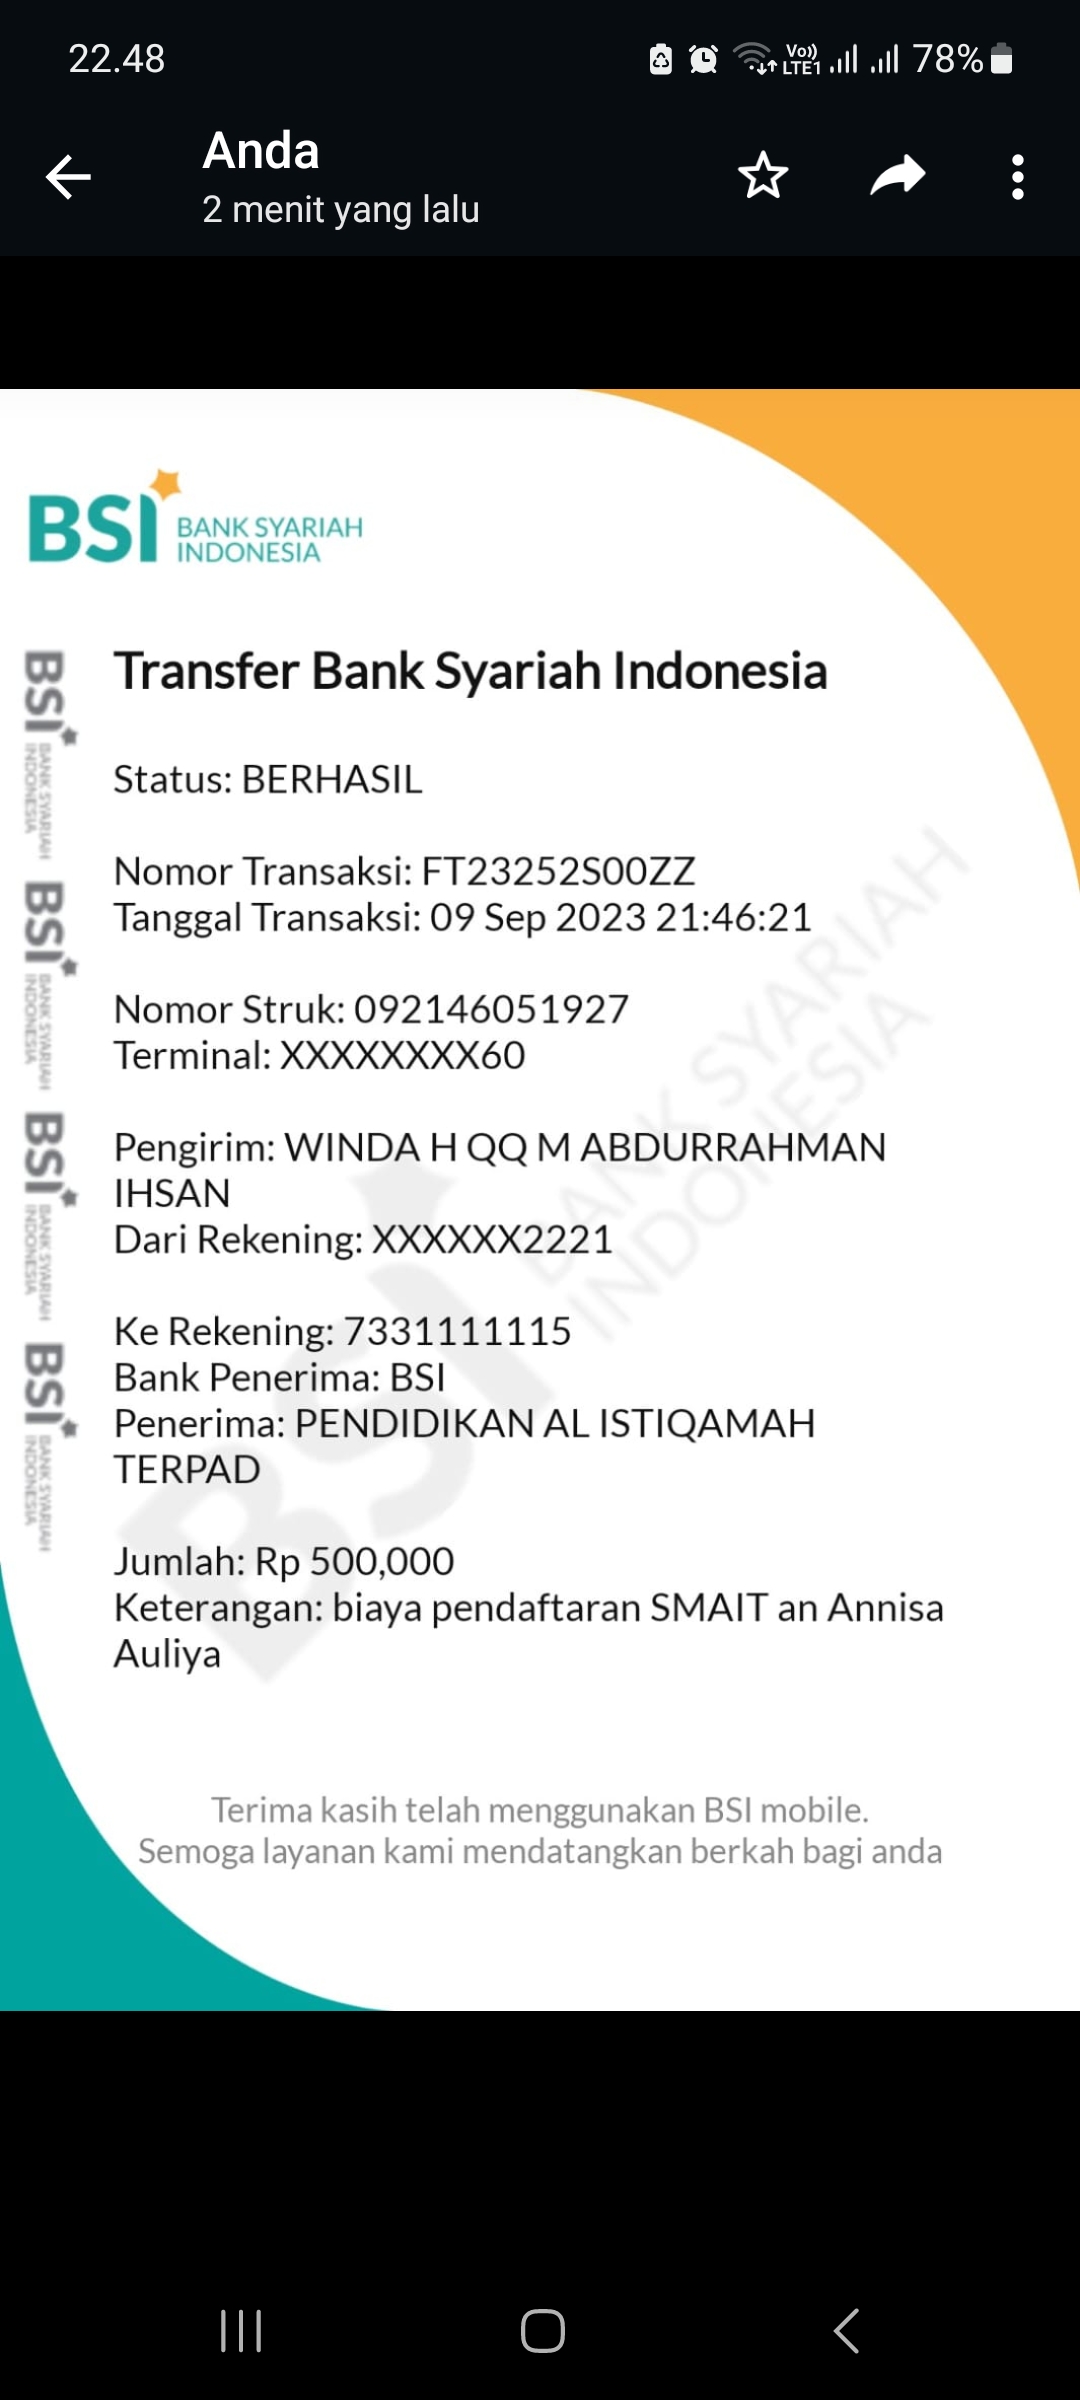 22.48
Vo))
LTE1
78%
Anda
2 menit yang lalu
BSI BANK SYARIAH
INDONESIA
Transfer Bank Syariah Indonesia
Status: BERHASIL
Nomor Transaksi: FT23252S00ZZ
Tanggal Transaksi: 09 Sep 2023 21:46:21
Nomor Struk: 092146051927
Terminal: XXXXXXXX60
Pengirim: WINDA H QQ M ABDURRAHMAN
IHSAN
Dari Rekening: XXXXXX2221
Ke Rekening: 7331111115
Bank Penerima: BSI
Penerima: PENDIDIKAN AL ISTIQAMAH
TERPAD
Jumlah: Rp 500,000
Keterangan: biaya pendaftaran SMAIT an Annisa
Auliya
Terima kasih telah menggunakan BSI mobile.
Semoga layanan kami mendatangkan berkah bagi anda
BSI BANK SYARIAH
INDONESIA
BSI BANK SYARIAH
INDONESIA
BSI BANK SYARIAH
INDONESIA
BSI BANK SYARIAH
INDONESIA
BSI BANK SYARIAH
INDONESIA